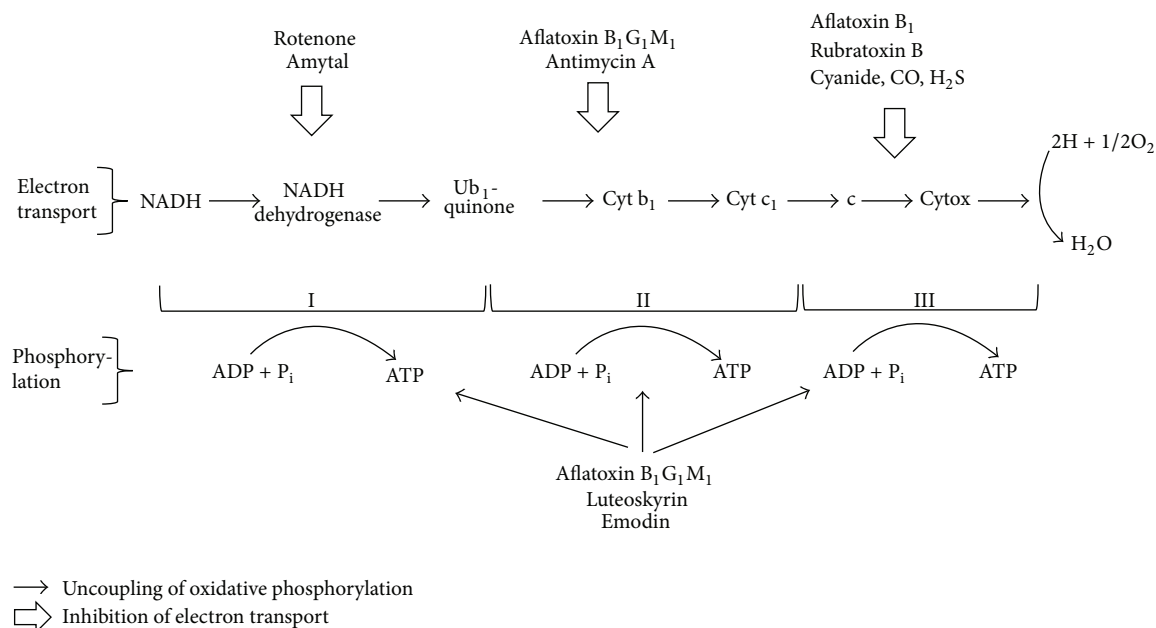 Rotenone
Amytal
Aflatoxin B₁G₁M₁
Antimycin A
Aflatoxin B₁
Rubratoxin B
Cyanide, CO, H₂S
2H + 1/2O₂
Electron
transport
NADH
NADH
dehydrogenase
Ub₁-
quinone
Cyt b₁
Cyt c₁
c
Cytox
H₂O
I
II
III
Phosphory-
lation
ADP + Pᵢ
ATP
ADP + Pᵢ
ATP
ADP + Pᵢ
ATP
Aflatoxin B₁G₁M₁
Luteoskyrin
Emodin
Uncoupling of oxidative phosphorylation
Inhibition of electron transport